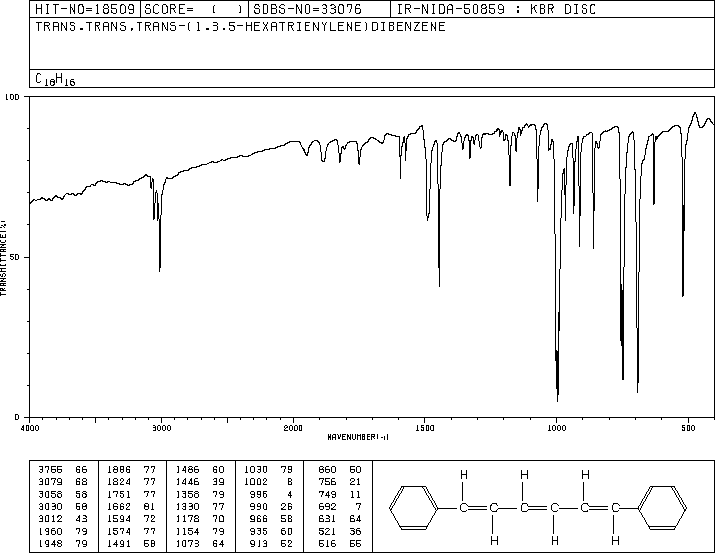 HIT-NO=18509 SCORE= ( ) SDBS-NO=33076 IR-NIDA-50859 : KBR DISC
TRANS,TRANS,TRANS-(1,3,5-HEXATRIENYLENE)DIBENZENE
C18H16
100
50
0
TRANSMITTANCE(%)
4000 3000 2000 1500 1000 500
WAVENUMBER(-1)
3766 66 1886 77 1486 60 1030 79 860 50
3079 68 1824 77 1446 39 1002 8 756 21
3058 58 1751 77 1358 79 996 4 749 11
3030 60 1662 81 1330 77 990 26 692 7
3012 43 1594 72 1178 70 966 58 631 64
1960 79 1574 77 1154 79 935 60 521 36
1948 79 1491 60 1073 64 913 52 516 55
H H H
C C C C C C
H H H